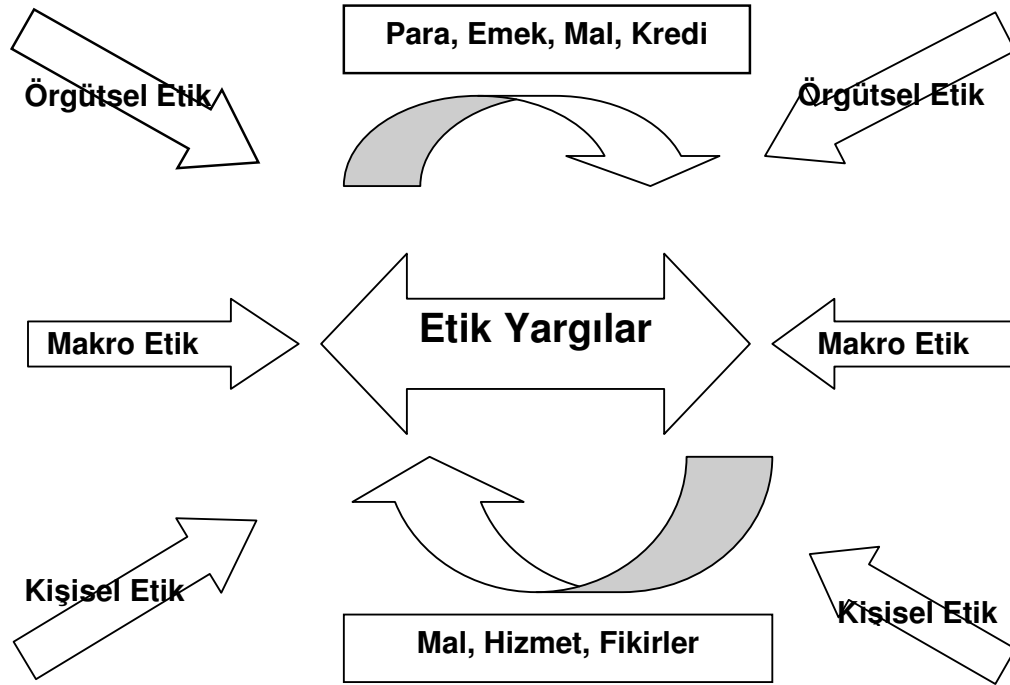 Para, Emek, Mal, Kredi
Örgütsel Etik
Örgütsel Etik
Etik Yargılar
Makro Etik
Makro Etik
Kişisel Etik
Kişisel Etik
Mal, Hizmet, Fikirler